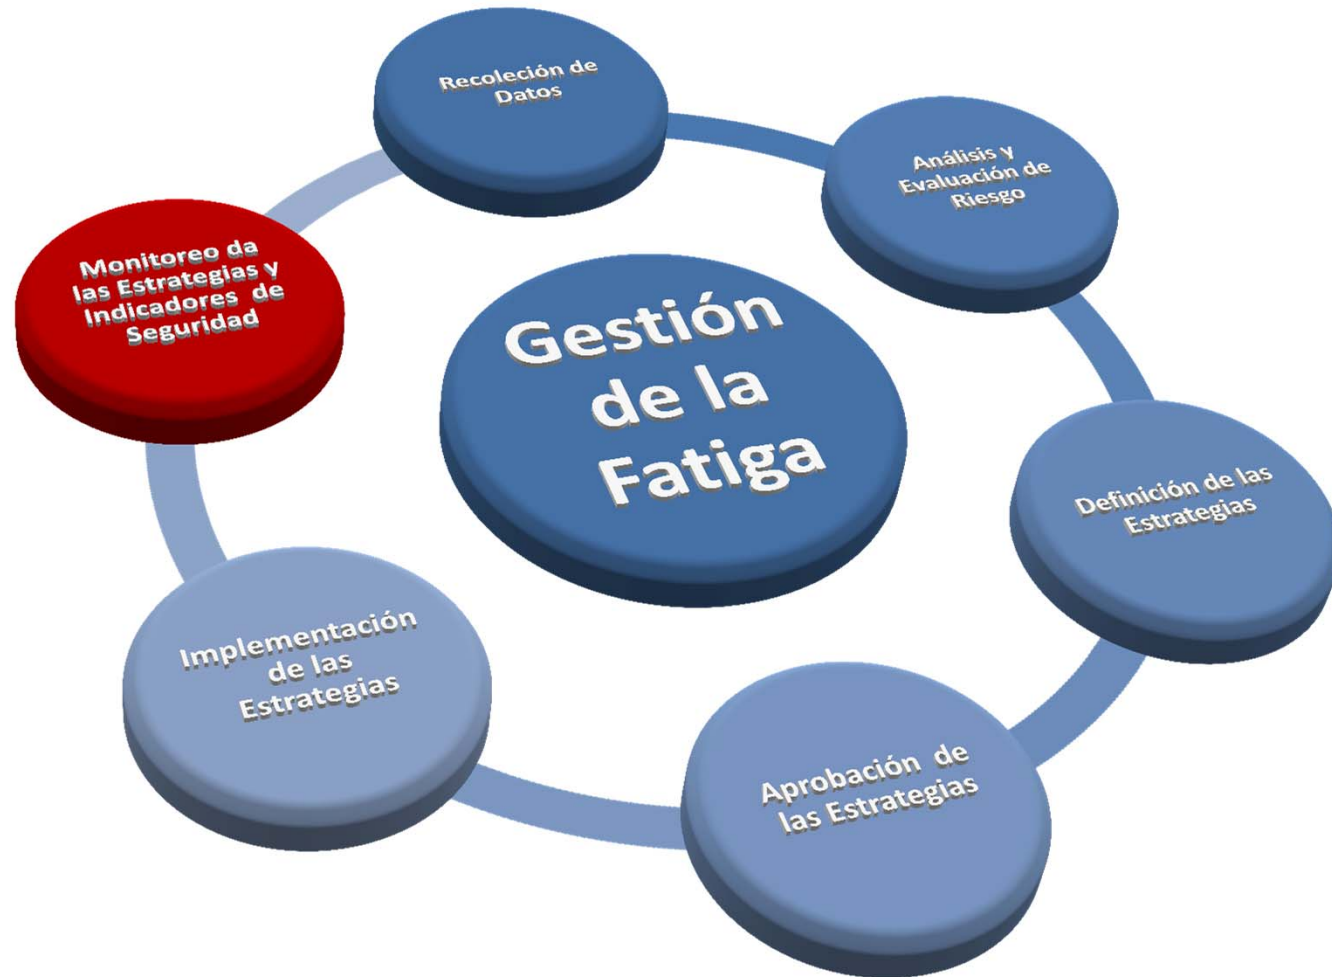 Recoleción de
Datos
Análisis y
Evaluación de
Riesgo
Definición de las
Estrategias
Aprobación de
las Estrategias
Implementación
de las
Estrategias
Monitoreo da
las Estrategias y
Indicadores de
Seguridad
Gestión
de la
Fatiga